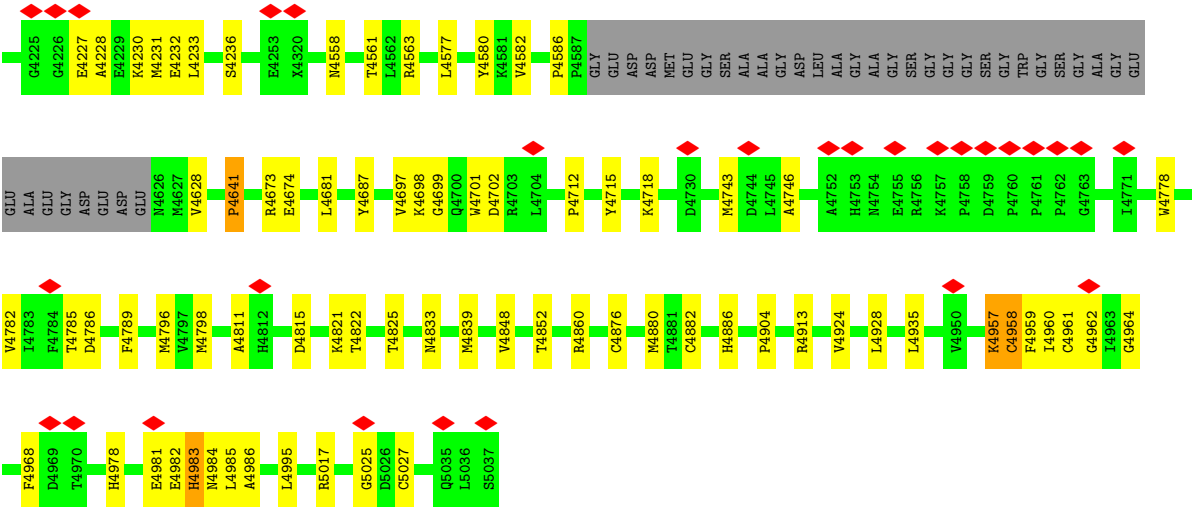 G4225 G4226 E4227 A4228 E4229 K4230 M4231 E4232 L4233 S4236 E4253 X4320 N4558 T4561 L4562 R4563 L4577 Y4580 K4581 V4582 P4586 P4587 GLY GLU ASP ASP MET GLU GLY SER ALA ALA GLY ASP LEU ALA GLY ALA GLY SER GLY GLY GLY SER GLY TRP GLY SER GLY ALA GLY GLU
GLU ALA GLU GLY ASP GLU ASP GLU N4626 M4627 V4628 P4641 R4673 E4674 L4681 Y4687 V4697 K4698 G4699 Q4700 W4701 D4702 R4703 L4704 P4712 Y4715 K4718 D4730 M4743 D4744 L4745 A4746 A4752 H4753 N4754 E4755 R4756 K4757 P4758 D4759 P4760 P4761 P4762 G4763 I4771 W4778
V4782 I4783 F4784 T4785 D4786 F4789 M4796 V4797 M4798 A4811 H4812 D4815 K4821 T4822 T4825 N4833 M4839 V4848 T4852 R4860 C4876 M4880 T4881 C4882 H4886 P4904 R4913 V4924 L4928 L4935 V4950 K4957 C4958 F4959 I4960 C4961 G4962 I4963 G4964
F4968 D4969 T4970 H4978 E4981 E4982 H4983 N4984 L4985 A4986 L4995 R5017 G5025 D5026 C5027 Q5035 L5036 S5037